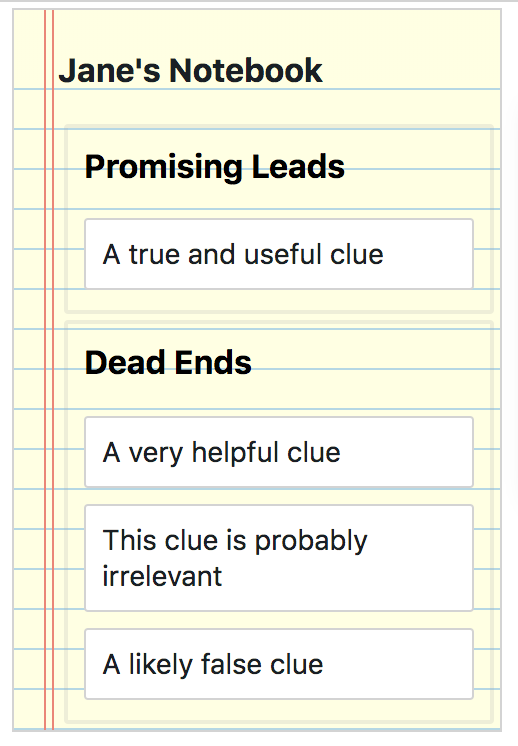 Jane's Notebook
Promising Leads
A true and useful clue
Dead Ends
A very helpful clue
This clue is probably
irrelevant
A likely false clue